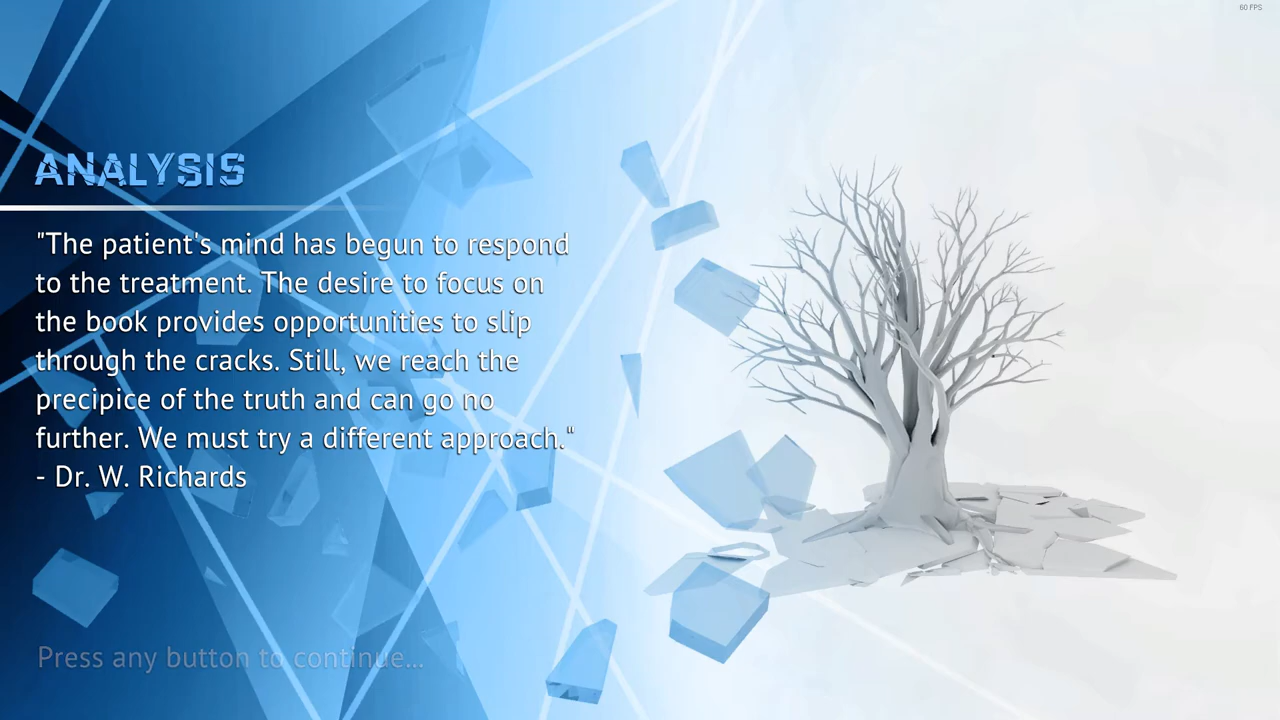 60 FPS
ANALYSIS
"The patient's mind has begun to respond
to the treatment. The desire to focus on
the book provides opportunities to slip
through the cracks. Still, we reach the
precipice of the truth and can go no
further. We must try a different approach."
- Dr. W. Richards
Press any button to continue...